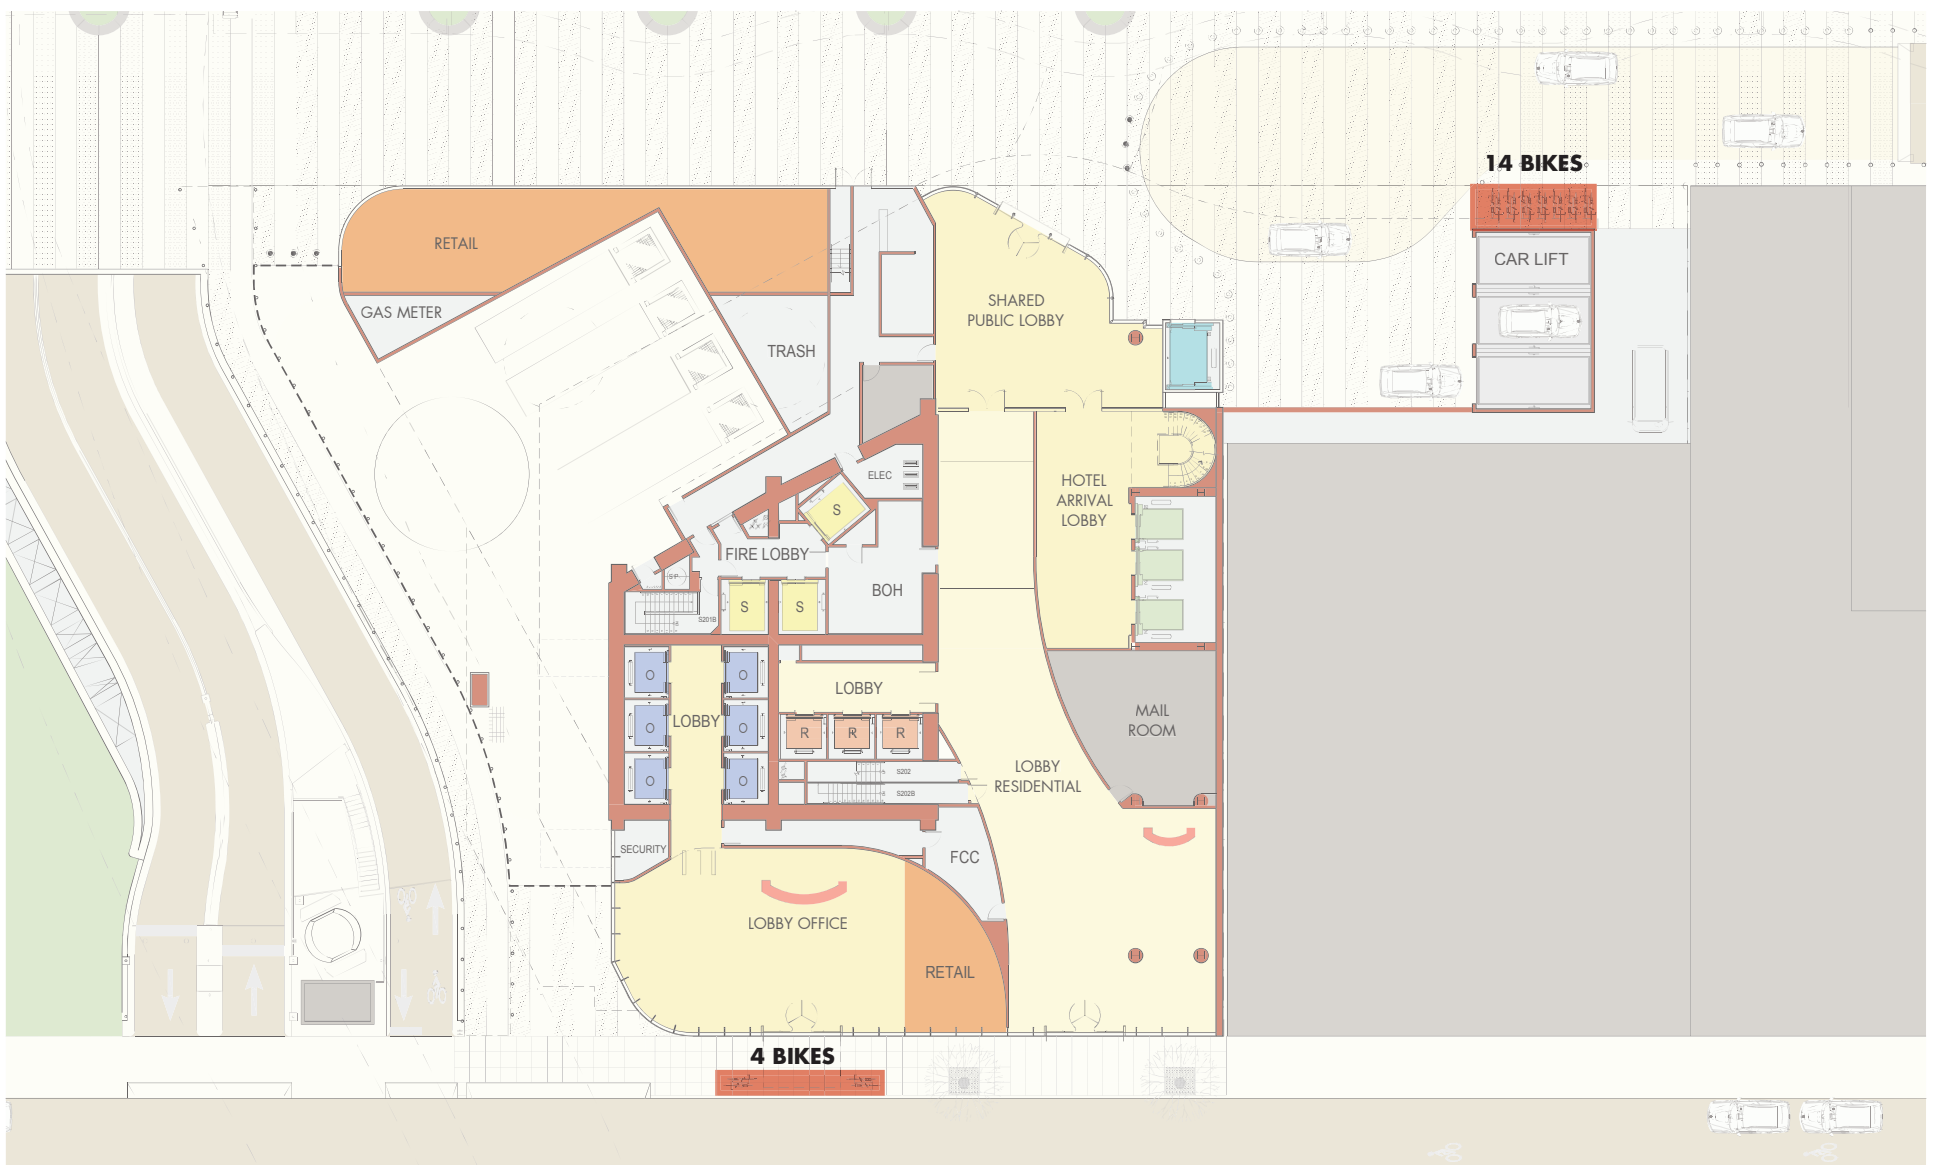 14 BIKES
RETAIL
CAR LIFT
GAS METER
SHARED
PUBLIC LOBBY
TRASH
ELEC
HOTEL
ARRIVAL
LOBBY
S
FIRE LOBBY
BOH
S
S
S201B
O
O
LOBBY
LOBBY
MAIL
ROOM
O
O
R
R
R
LOBBY
RESIDENTIAL
S202
O
O
S202B
SECURITY
FCC
LOBBY OFFICE
RETAIL
4 BIKES